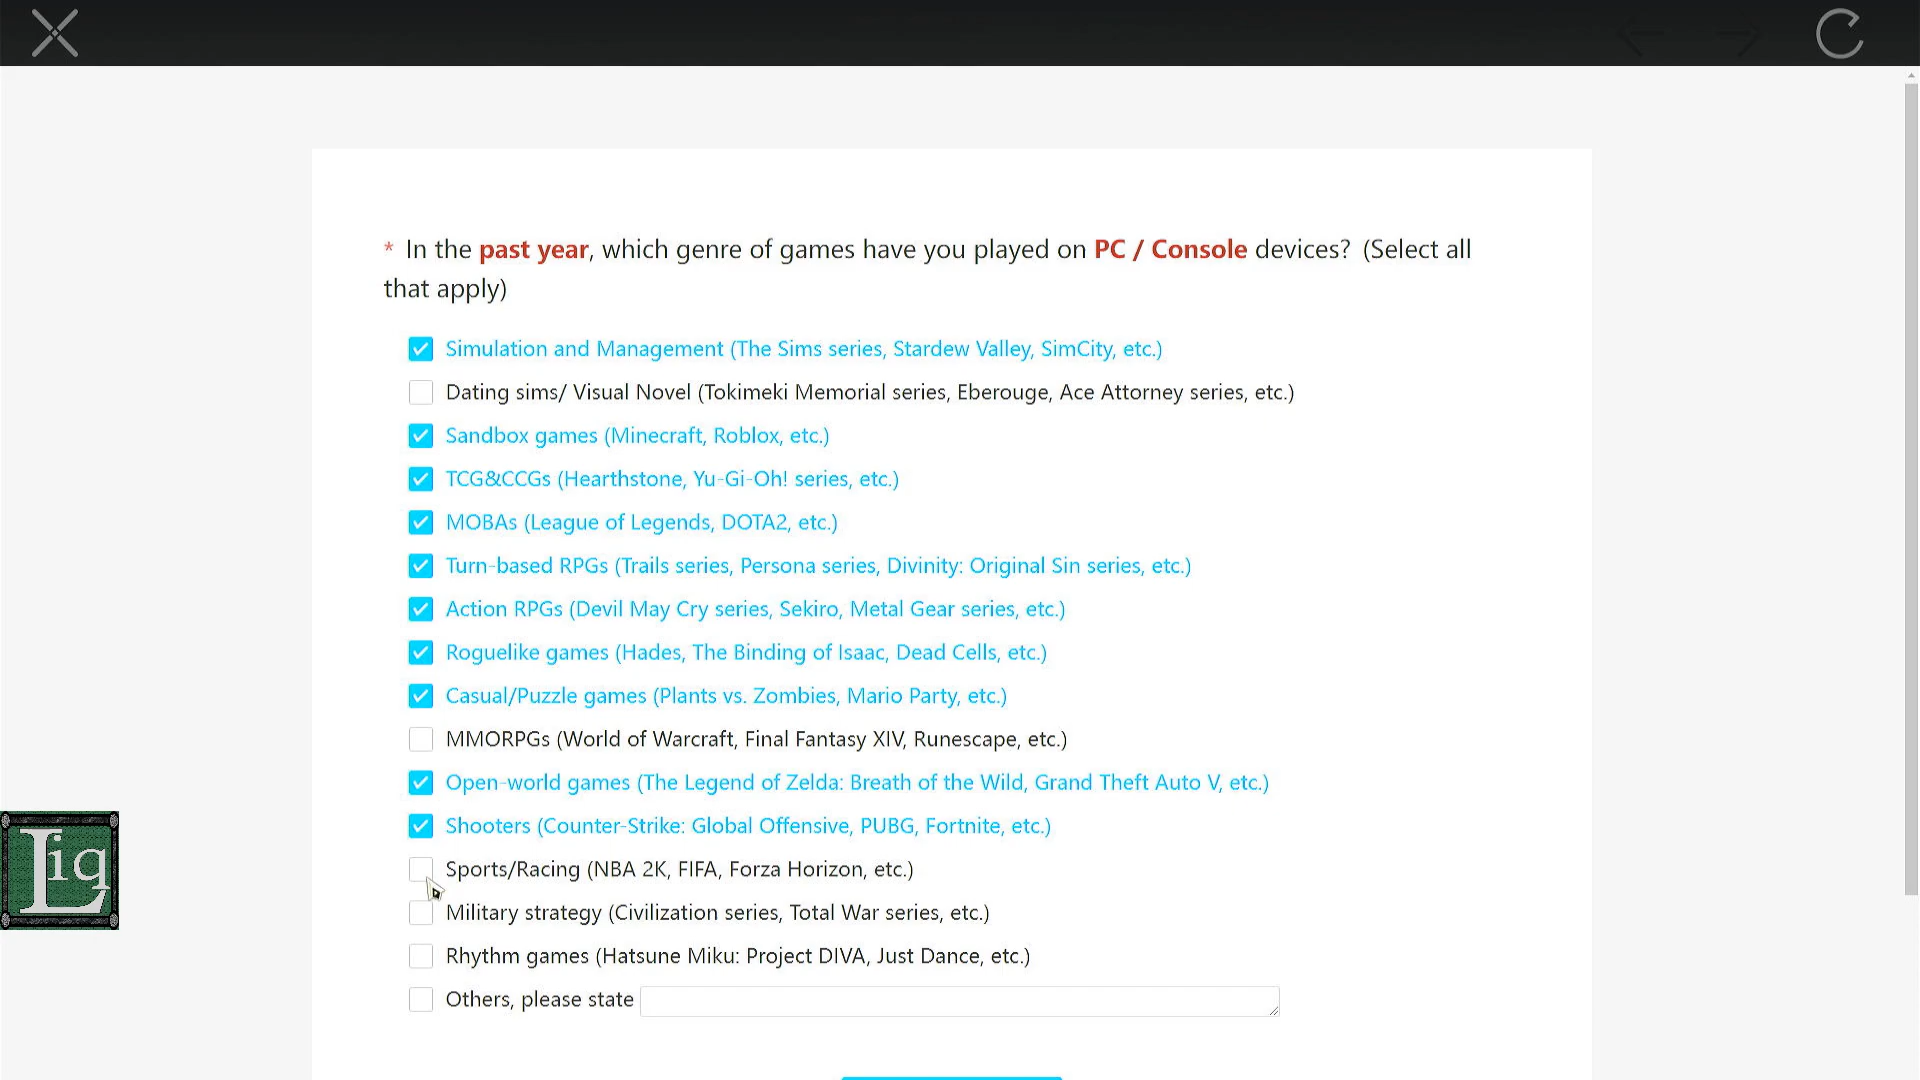 * In the past year, which genre of games have you played on PC / Console devices? (Select all
that apply)
Simulation and Management (The Sims series, Stardew Valley, SimCity, etc.)
Dating sims/ Visual Novel (Tokimeki Memorial series, Eberouge, Ace Attorney series, etc.)
Sandbox games (Minecraft, Roblox, etc.)
TCG&CCGs (Hearthstone, Yu-Gi-Oh! series, etc.)
MOBAs (League of Legends, DOTA2, etc.)
Turn-based RPGs (Trails series, Persona series, Divinity: Original Sin series, etc.)
Action RPGs (Devil May Cry series, Sekiro, Metal Gear series, etc.)
Roguelike games (Hades, The Binding of Isaac, Dead Cells, etc.)
Casual/Puzzle games (Plants vs. Zombies, Mario Party, etc.)
MMORPGs (World of Warcraft, Final Fantasy XIV, Runescape, etc.)
Open-world games (The Legend of Zelda: Breath of the Wild, Grand Theft Auto V, etc.)
Shooters (Counter-Strike: Global Offensive, PUBG, Fortnite, etc.)
Sports/Racing (NBA 2K, FIFA, Forza Horizon, etc.)
Military strategy (Civilization series, Total War series, etc.)
Rhythm games (Hatsune Miku: Project DIVA, Just Dance, etc.)
Others, please state
Liq